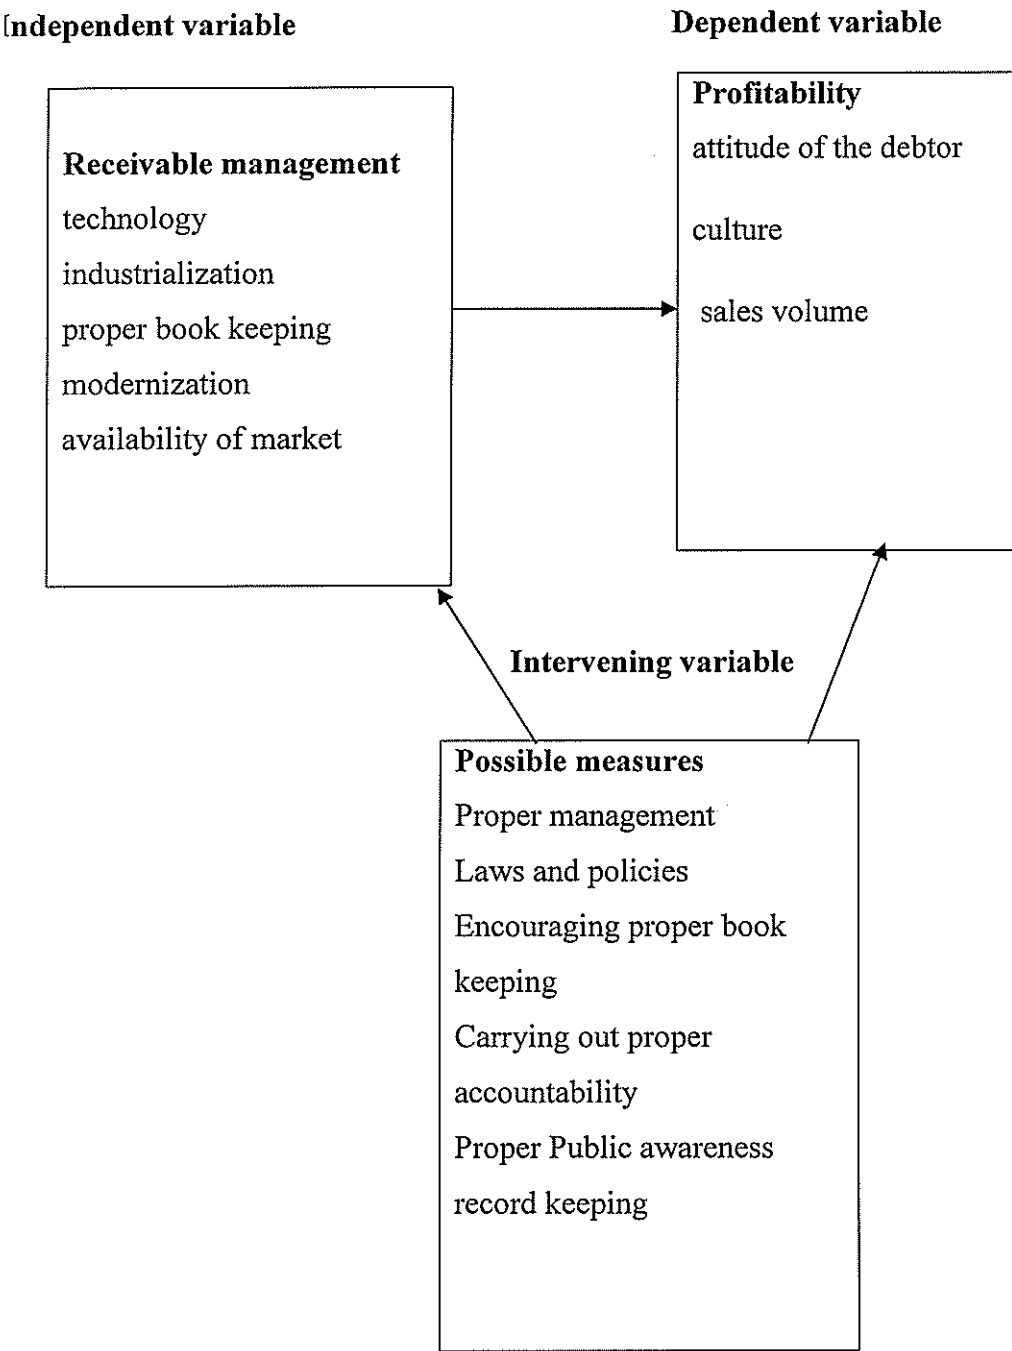 Independent variable
Dependent variable
Receivable management
technology
industrialization
proper book keeping
modernization
availability of market
Profitability
attitude of the debtor
culture
sales volume
Intervening variable
Possible measures
Proper management
Laws and policies
Encouraging proper book
keeping
Carrying out proper
accountability
Proper Public awareness
record keeping